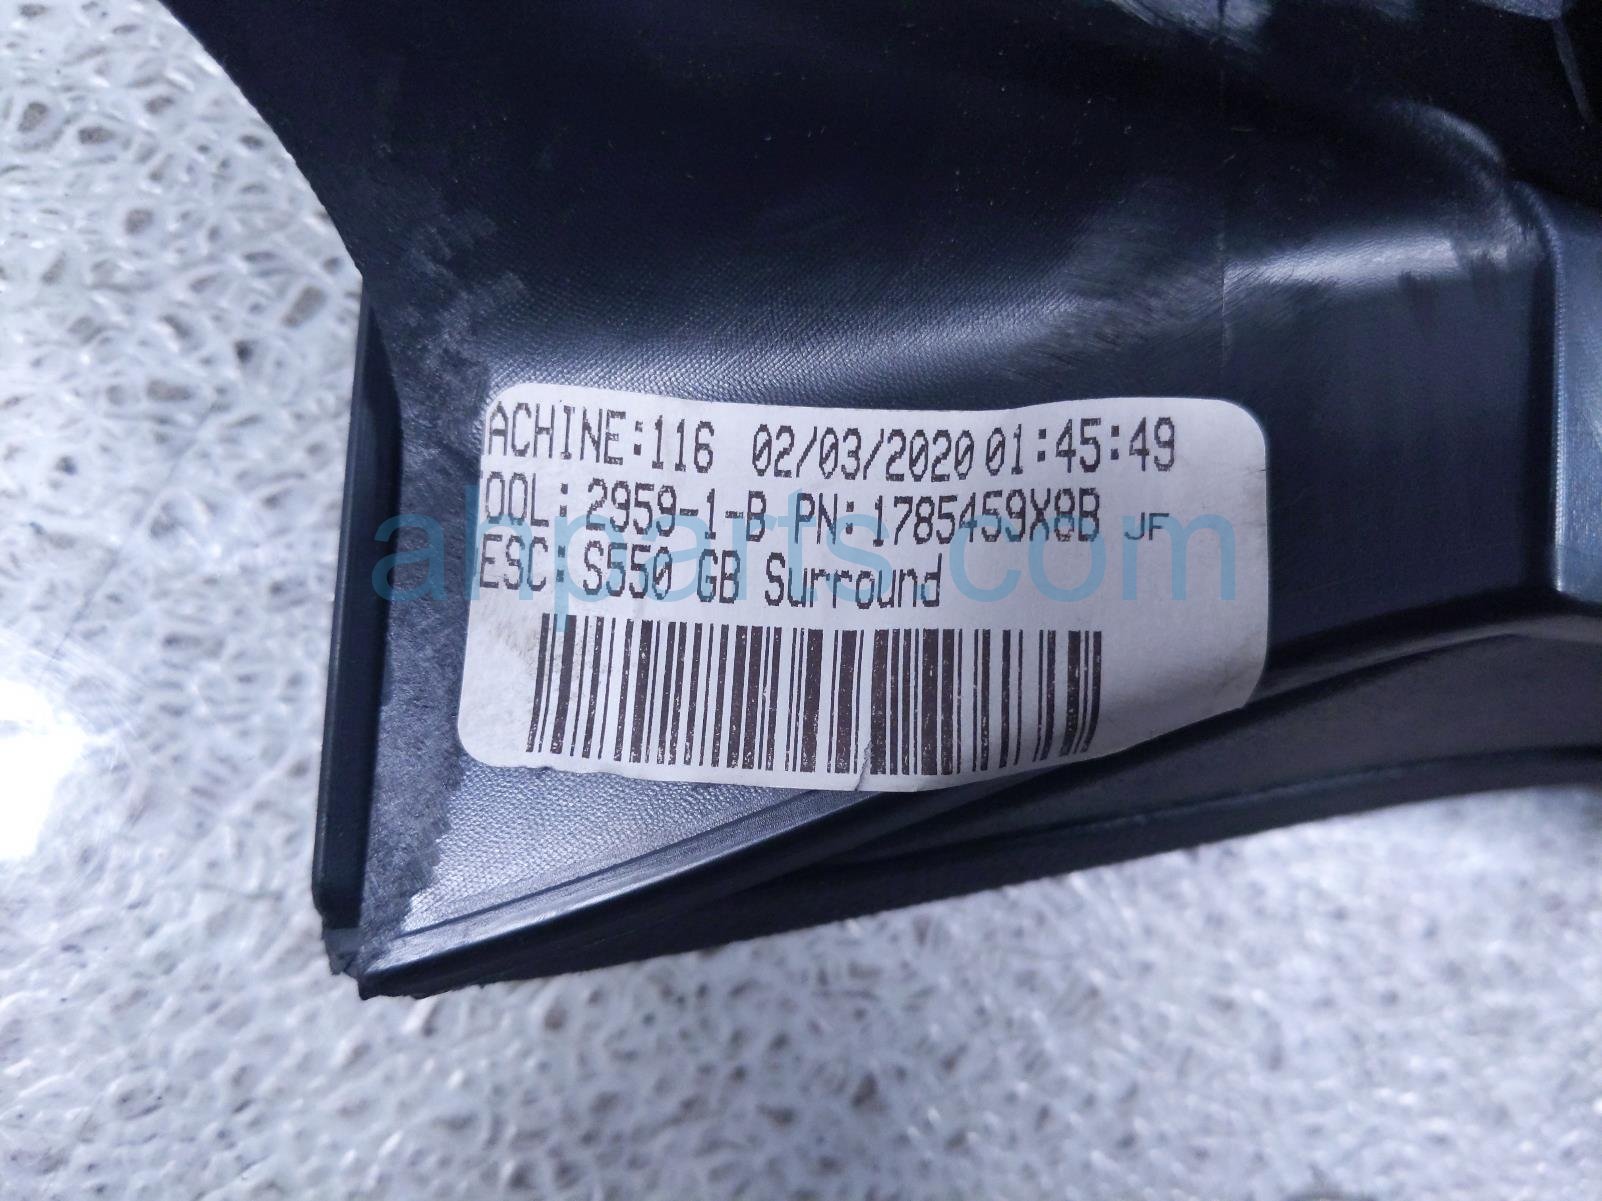 ACHINE:116 02/03/2020 01:45:49
OOL: 2959-1-B PN: 1785459X8B JF
ESC: S550 GB Surround
ahparts.com